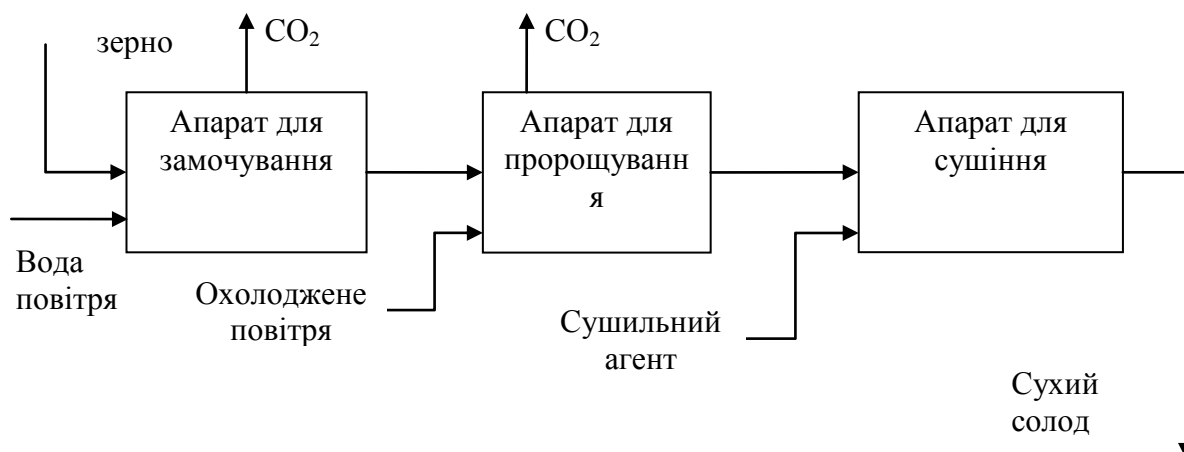 зерно
CO₂
CO₂
Апарат для
замочування
Апарат для
пророщуванн
я
Апарат для
сушіння
Вода
повітря
Охолоджене
повітря
Сушильний
агент
Сухий
солод